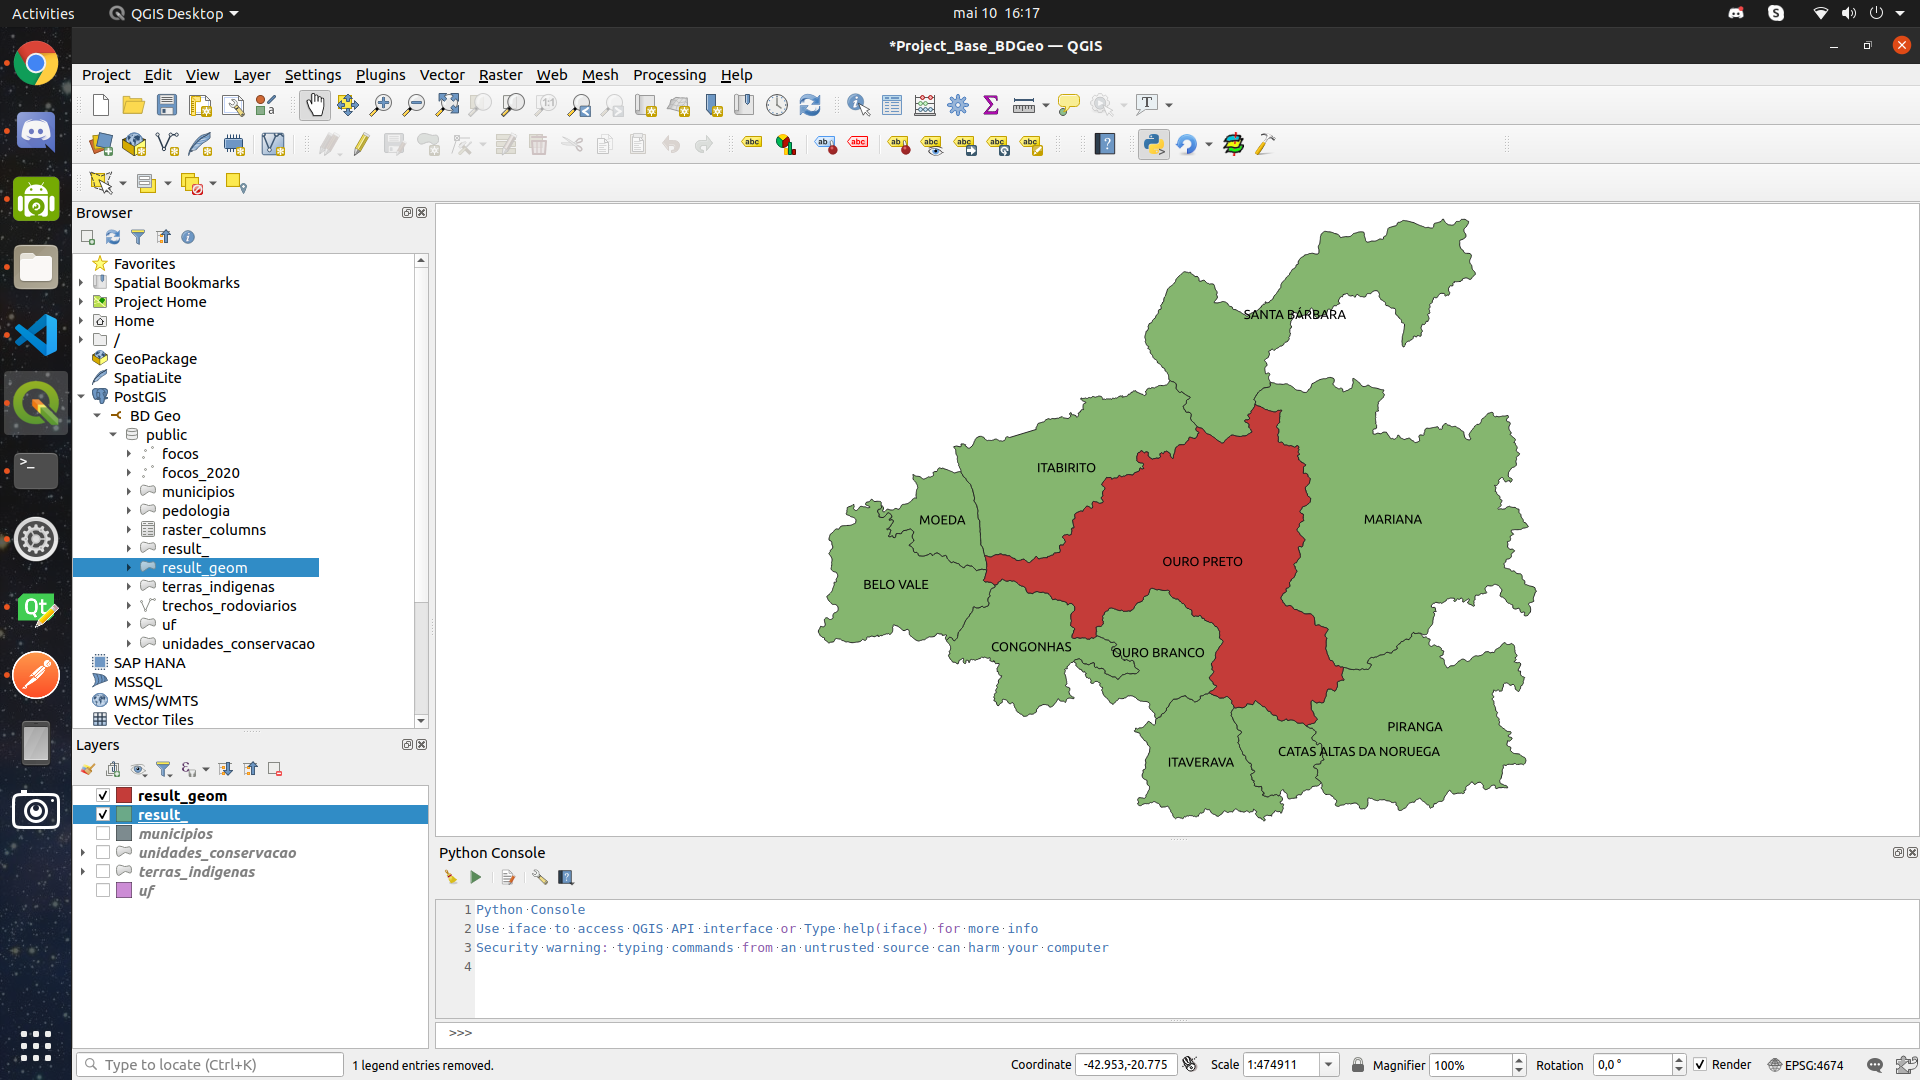 Activities
QGIS Desktop
mai 10 16:17
*Project_Base_BDGeo — QGIS
Project Edit View Layer Settings Plugins Vector Raster Web Mesh Processing Help
Browser
Favorites
Spatial Bookmarks
Project Home
Home
/
GeoPackage
SpatiaLite
PostGIS
BD Geo
public
focos
focos_2020
municipios
pedologia
raster_columns
result_
result_geom
terras_indigenas
trechos_rodoviarios
uf
unidades_conservacao
SAP HANA
MSSQL
WMS/WMTS
Vector Tiles
Layers
result_geom
result_
municipios
unidades_conservacao
terras_indigenas
uf
SANTA BÁRBARA
ITABIRITO
MOEDA
MARIANA
OURO PRETO
BELO VALE
CONGONHAS
OURO BRANCO
PIRANGA
CATAS ALTAS DA NORUEGA
ITAVERAVA
Python Console
1 Python Console
2 Use iface to access QGIS API interface or Type help(iface) for more info
3 Security warning: typing commands from an untrusted source can harm your computer
4
>>>
Type to locate (Ctrl+K)
1 legend entries removed.
Coordinate -42.953,-20.775
Scale 1:474911
Magnifier 100%
Rotation 0,0 °
Render
EPSG:4674